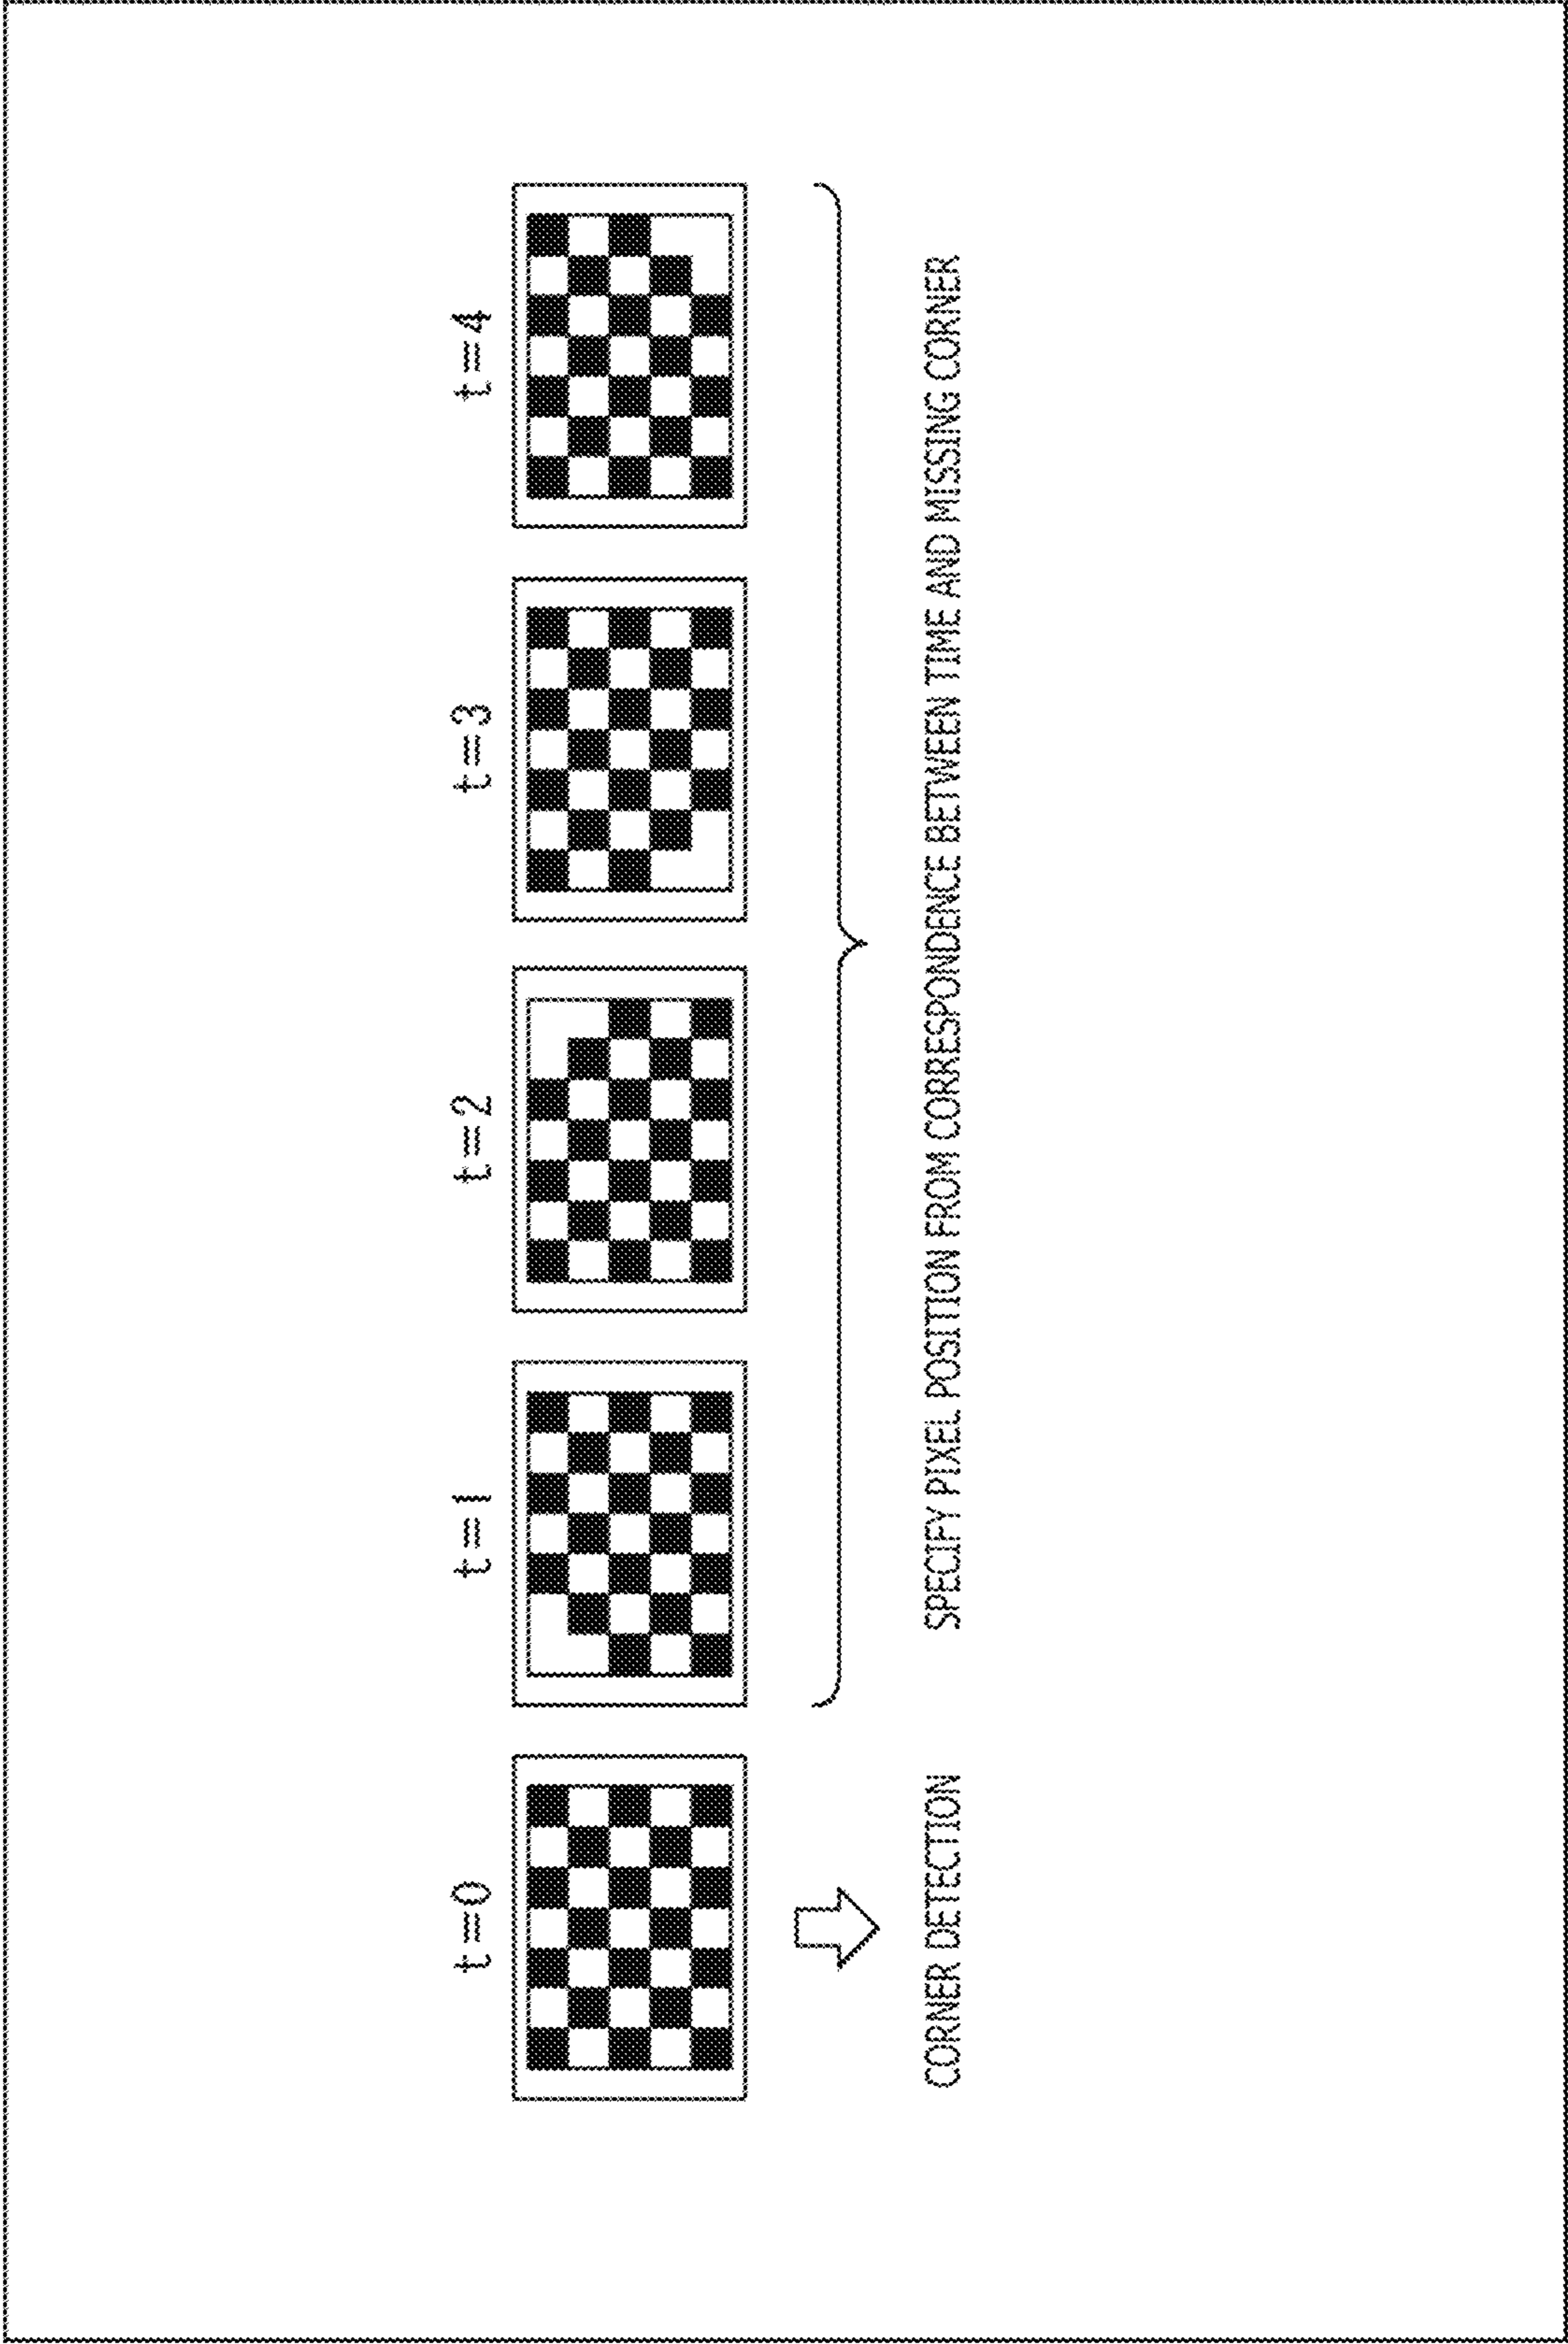 t=0
t=1
t=2
t=3
t=4
CORNER DETECTION
SPECIFY PIXEL POSITION FROM CORRESPONDENCE BETWEEN TIME AND MISSING CORNER